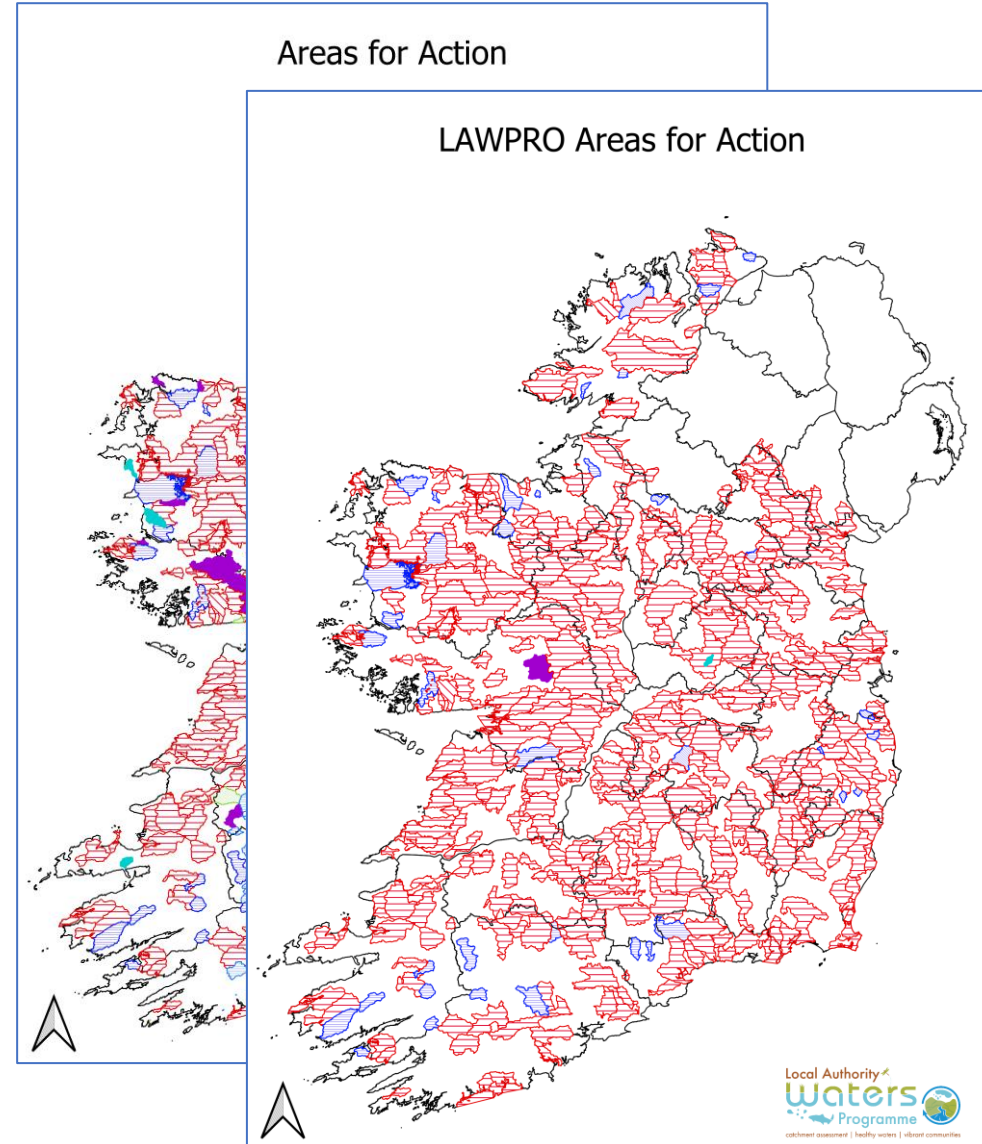 Areas for Action
LAWPRO Areas for Action
Local Authority
Waters
Programme
catchment assessment | healthy waters | vibrant communities